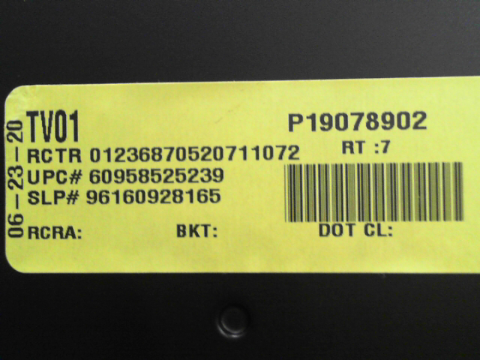 06-23-20
TV01
P19078902
RCTR 01236870520711072
RT :7
UPC# 60958525239
SLP# 96160928165
RCRA:
BKT:
DOT CL: